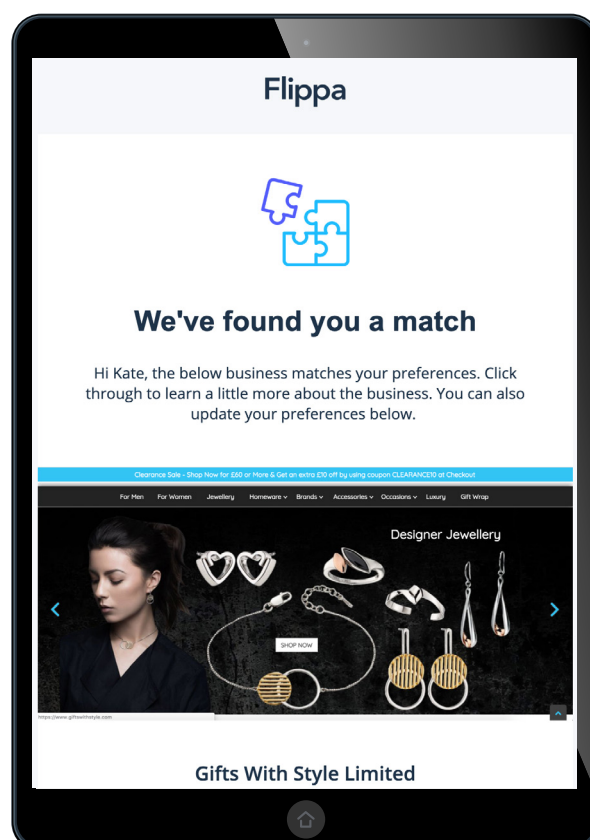 Flippa
We've found you a match
Hi Kate, the below business matches your preferences. Click
through to learn a little more about the business. You can also
update your preferences below.
Clearance Sale - Shop Now for £60 or More & Get an extra £10 off by using coupon CLEARANCE10 at Checkout
For Men For Women Jewellery Homeware Brands Accessories Occasions Luxury Gift Wrap
Designer Jewellery
SHOP NOW
https://www.giftswithstyle.com
Gifts With Style Limited